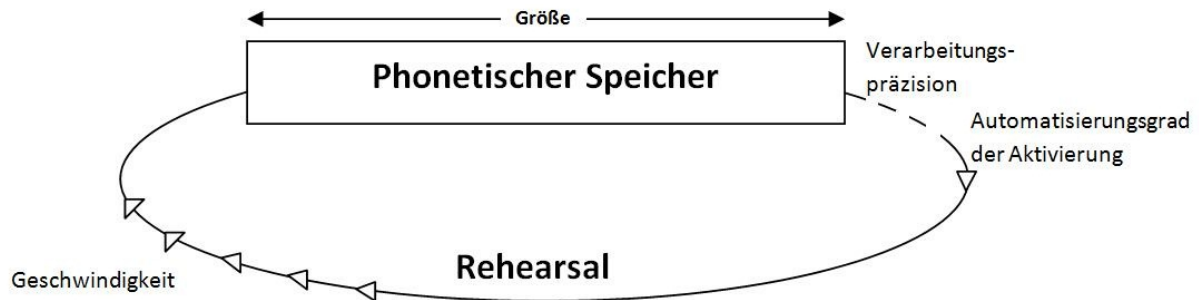 Größe
Phonetischer Speicher
Verarbeitungs-
präzision
Automatisierungsgrad
der Aktivierung
Rehearsal
Geschwindigkeit